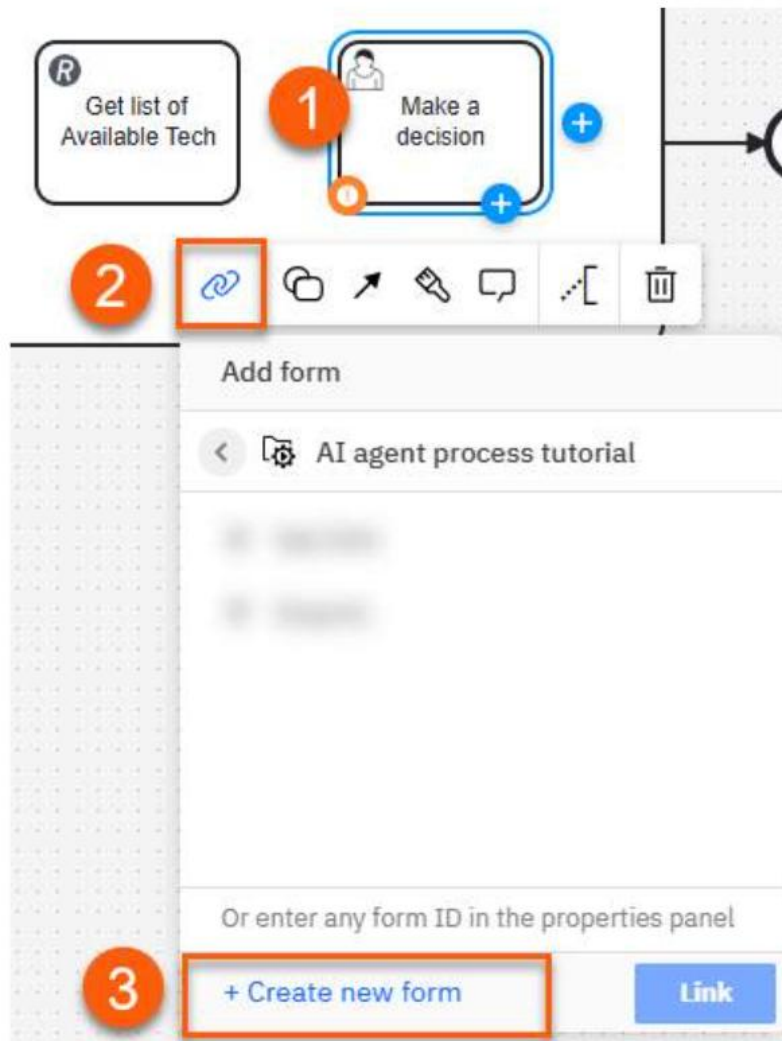 R
Get list of
Available Tech
1
Make a
decision
2
Add form
AI agent process tutorial
Or enter any form ID in the properties panel
3
+ Create new form
Link